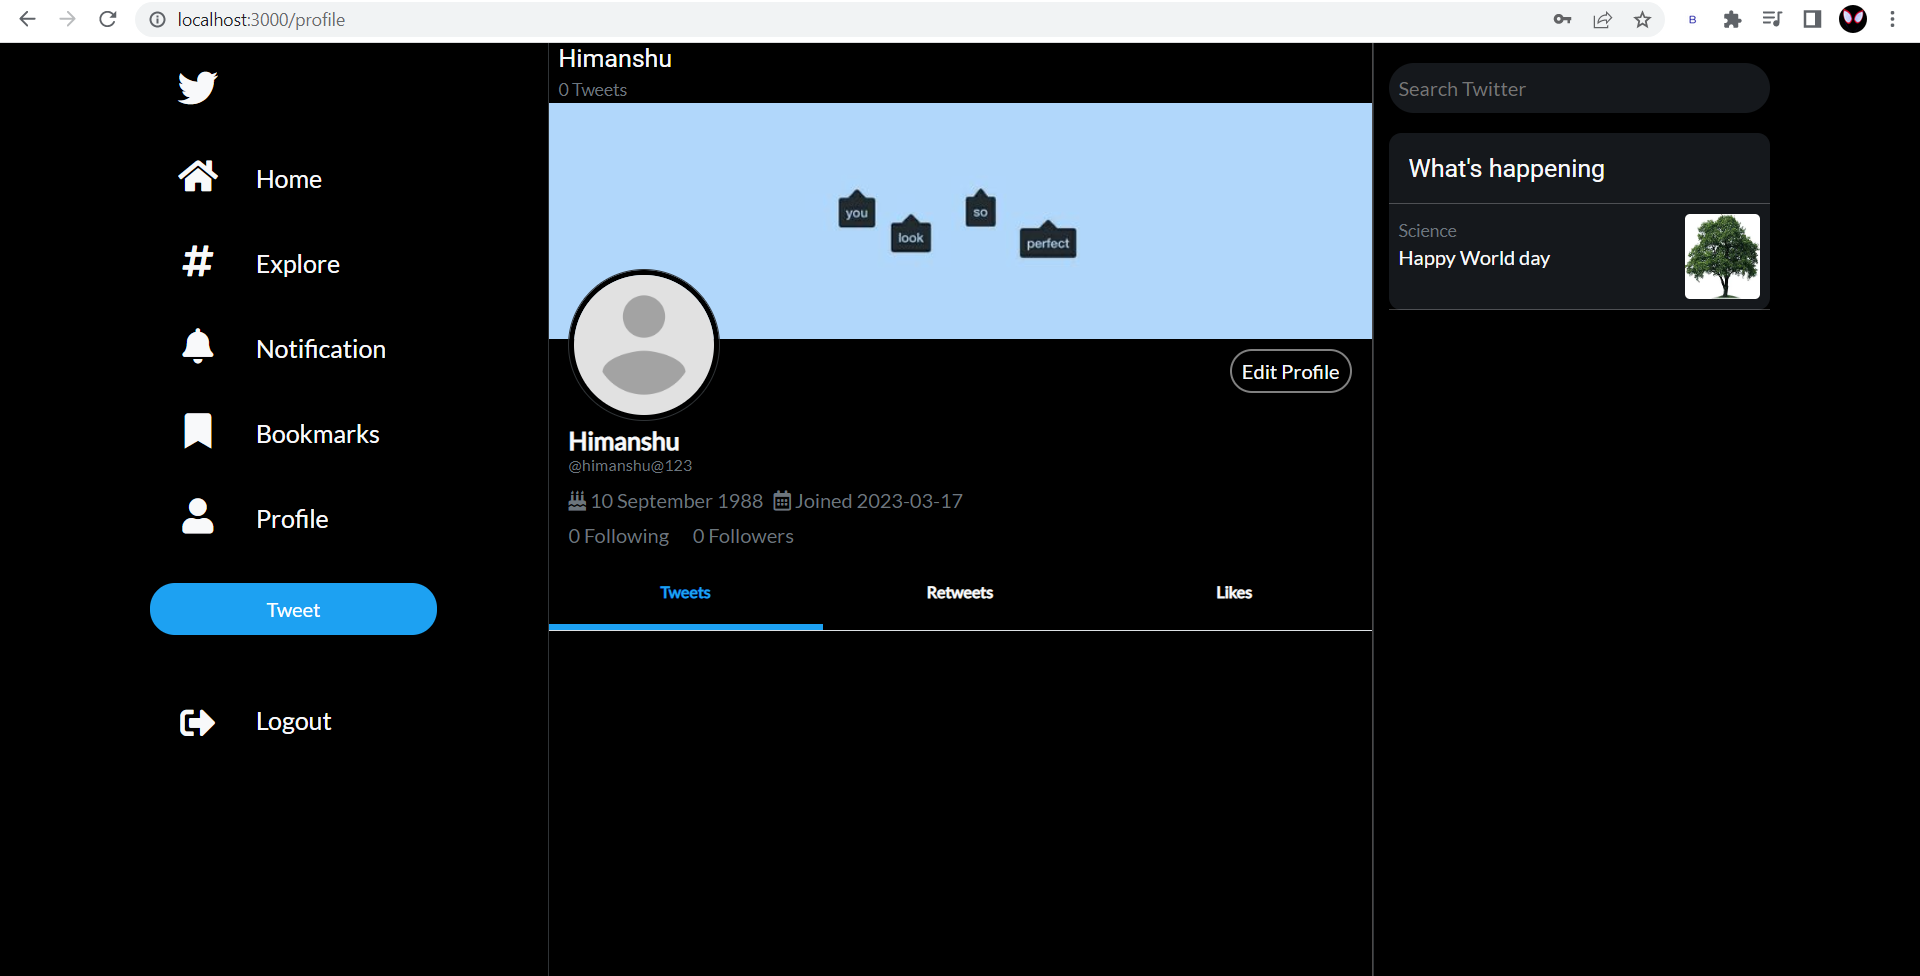 localhost:3000/profile
B
Home
Explore
Notification
Bookmarks
Profile
Tweet
Logout
Himanshu
0 Tweets
you
look
so
perfect
Edit Profile
Himanshu
@himanshu@123
10 September 1988 Joined 2023-03-17
0 Following 0 Followers
Tweets Retweets Likes
Search Twitter
What's happening
Science
Happy World day